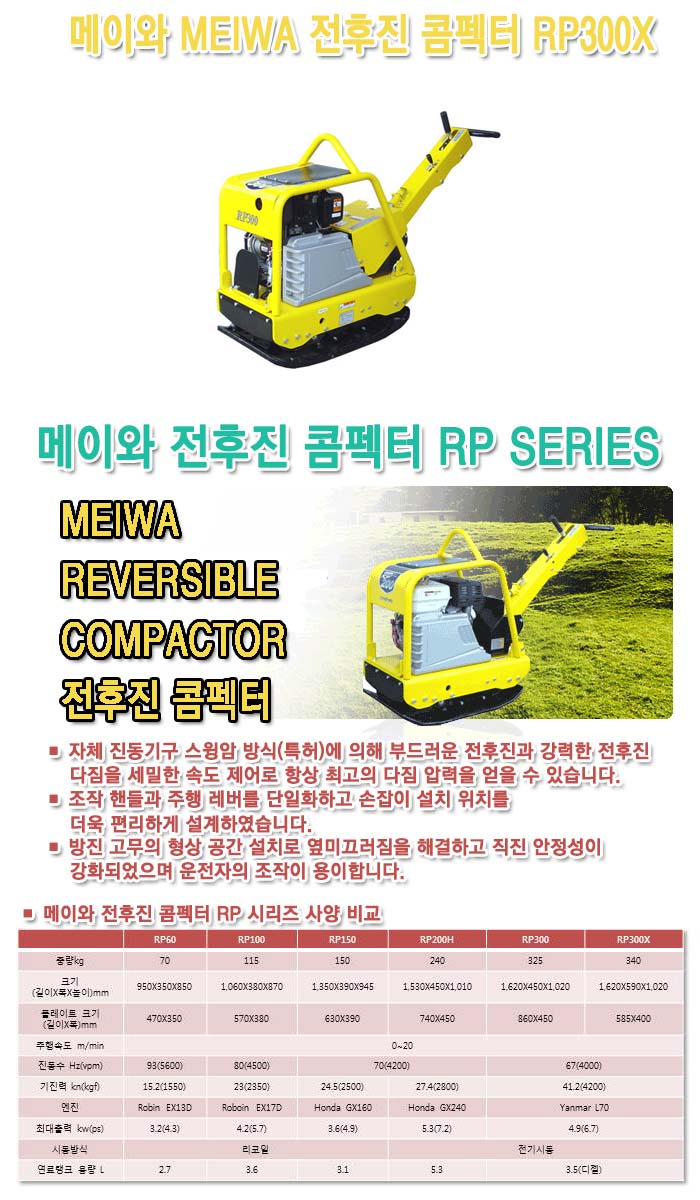 메이와 MEIWA 전후진 콤펙터 RP300X
RP300
메이와 전후진 콤펙터 RP SERIES
MEIWA
REVERSIBLE
COMPACTOR
전후진 콤펙터
■ 자체 진동기구 스윙암 방식(특허)에 의해 부드러운 전후진과 강력한 전후진
다짐을 세밀한 속도 제어로 항상 최고의 다짐 압력을 얻을 수 있습니다.
■ 조작 핸들과 주행 레버를 단일화하고 손잡이 설치 위치를
더욱 편리하게 설계하였습니다.
■ 방진 고무의 형상 공간 설치로 옆미끄러짐을 해결하고 직진 안정성이
강화되었으며 운전자의 조작이 용이합니다.
■ 메이와 전후진 콤펙터 RP 시리즈 사양 비교
RP60 RP100 RP150 RP200H RP300 RP300X
중량kg 70 115 150 240 325 340
크기
(길이X폭X높이)mm 950X350X850 1,060X380X870 1,350X390X945 1,530X450X1,010 1,620X450X1,020 1,620X590X1,020
플레이트 크기
(길이X폭)mm 470X350 570X380 630X390 740X450 860X450 585X400
주행속도 m/min 0~20
진동수 Hz(vpm) 93(5600) 80(4500) 70(4200) 67(4000)
기진력 kn(kgf) 15.2(1550) 23(2350) 24.5(2500) 27.4(2800) 41.2(4200)
엔진 Robin EX13D Roboin EX17D Honda GX160 Honda GX240 Yanmar L70
최대출력 kw(ps) 3.2(4.3) 4.2(5.7) 3.6(4.9) 5.3(7.2) 4.9(6.7)
시동방식 리코일 전기시동
연료탱크 용량 L 2.7 3.6 3.1 5.3 3.5(디젤)